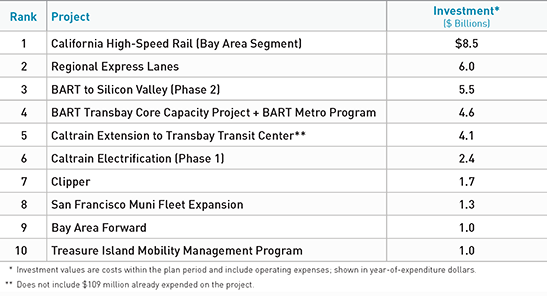 Rank Project Investment*
($ Billions)
1 California High-Speed Rail (Bay Area Segment) $8.5
2 Regional Express Lanes 6.0
3 BART to Silicon Valley (Phase 2) 5.5
4 BART Transbay Core Capacity Project + BART Metro Program 4.6
5 Caltrain Extension to Transbay Transit Center** 4.1
6 Caltrain Electrification (Phase 1) 2.4
7 Clipper 1.7
8 San Francisco Muni Fleet Expansion 1.3
9 Bay Area Forward 1.0
10 Treasure Island Mobility Management Program 1.0
* Investment values are costs within the plan period and include operating expenses; shown in year-of-expenditure dollars.
** Does not include $109 million already expended on the project.